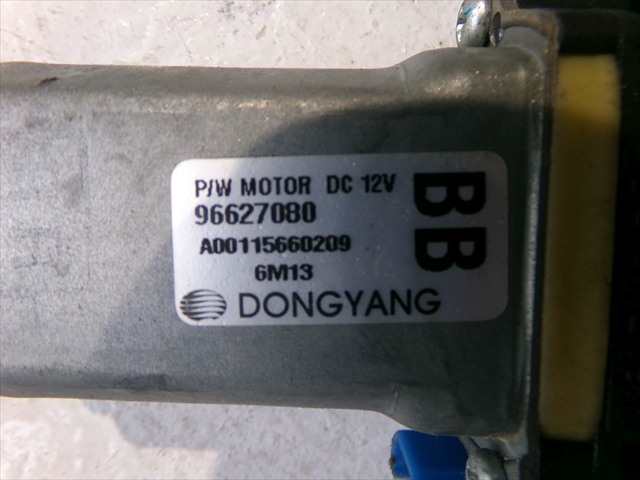 P/W MOTOR DC 12V
96627080
A00115660209
6M13
DONGYANG
BB